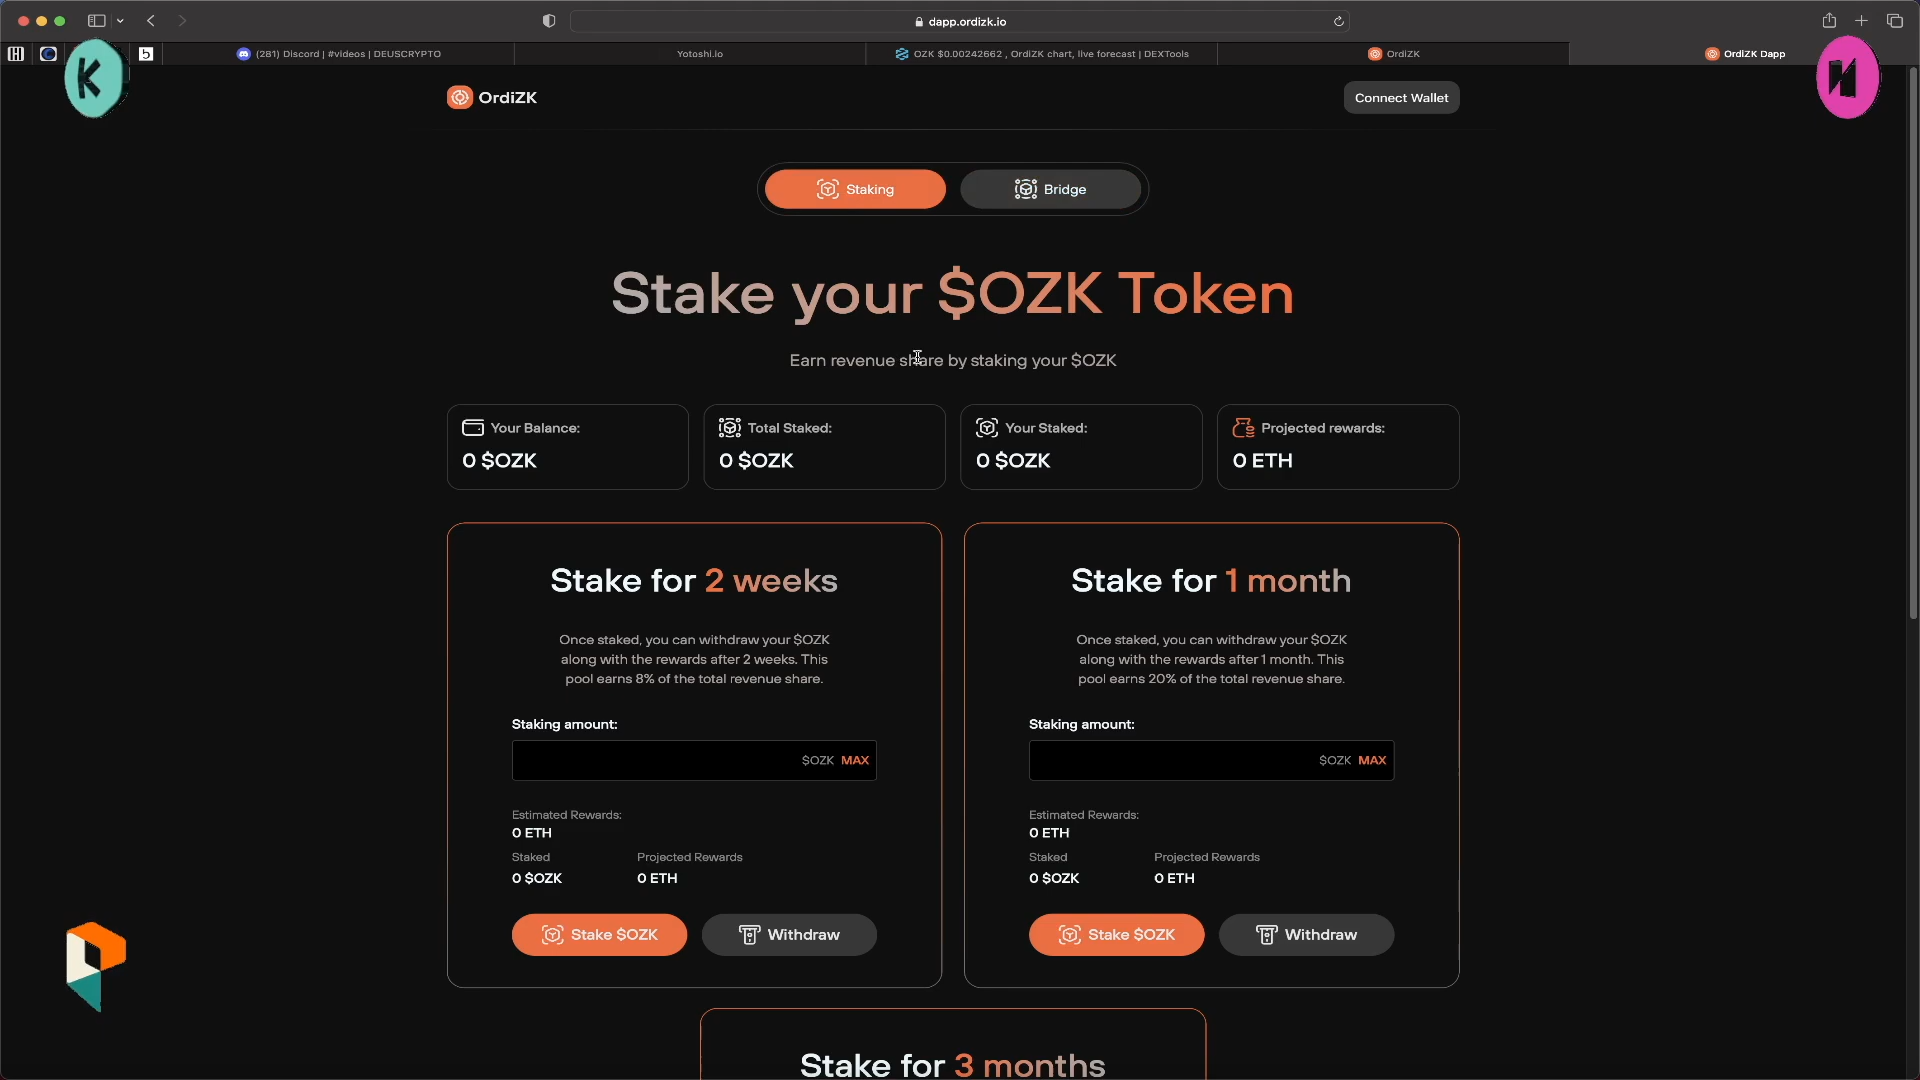 dapp.ordizk.io
(281) Discord | #videos | DEUSCRYPTO
Yotoshi.io
OZK $0.00242662 , OrdiZK chart, live forecast | DEXTools
OrdiZK
OrdiZK Dapp
OrdiZK
Connect Wallet
Staking
Bridge
Stake your $OZK Token
Earn revenue share by staking your $OZK
Your Balance:
0 $OZK
Total Staked:
0 $OZK
Your Staked:
0 $OZK
Projected rewards:
0 ETH
Stake for 2 weeks
Once staked, you can withdraw your $OZK
along with the rewards after 2 weeks. This
pool earns 8% of the total revenue share.
Staking amount:
$OZK MAX
Estimated Rewards:
0 ETH
Staked Projected Rewards
0 $OZK 0 ETH
Stake $OZK
Withdraw
Stake for 1 month
Once staked, you can withdraw your $OZK
along with the rewards after 1 month. This
pool earns 20% of the total revenue share.
Staking amount:
$OZK MAX
Estimated Rewards:
0 ETH
Staked Projected Rewards
0 $OZK 0 ETH
Stake $OZK
Withdraw
Stake for 3 months